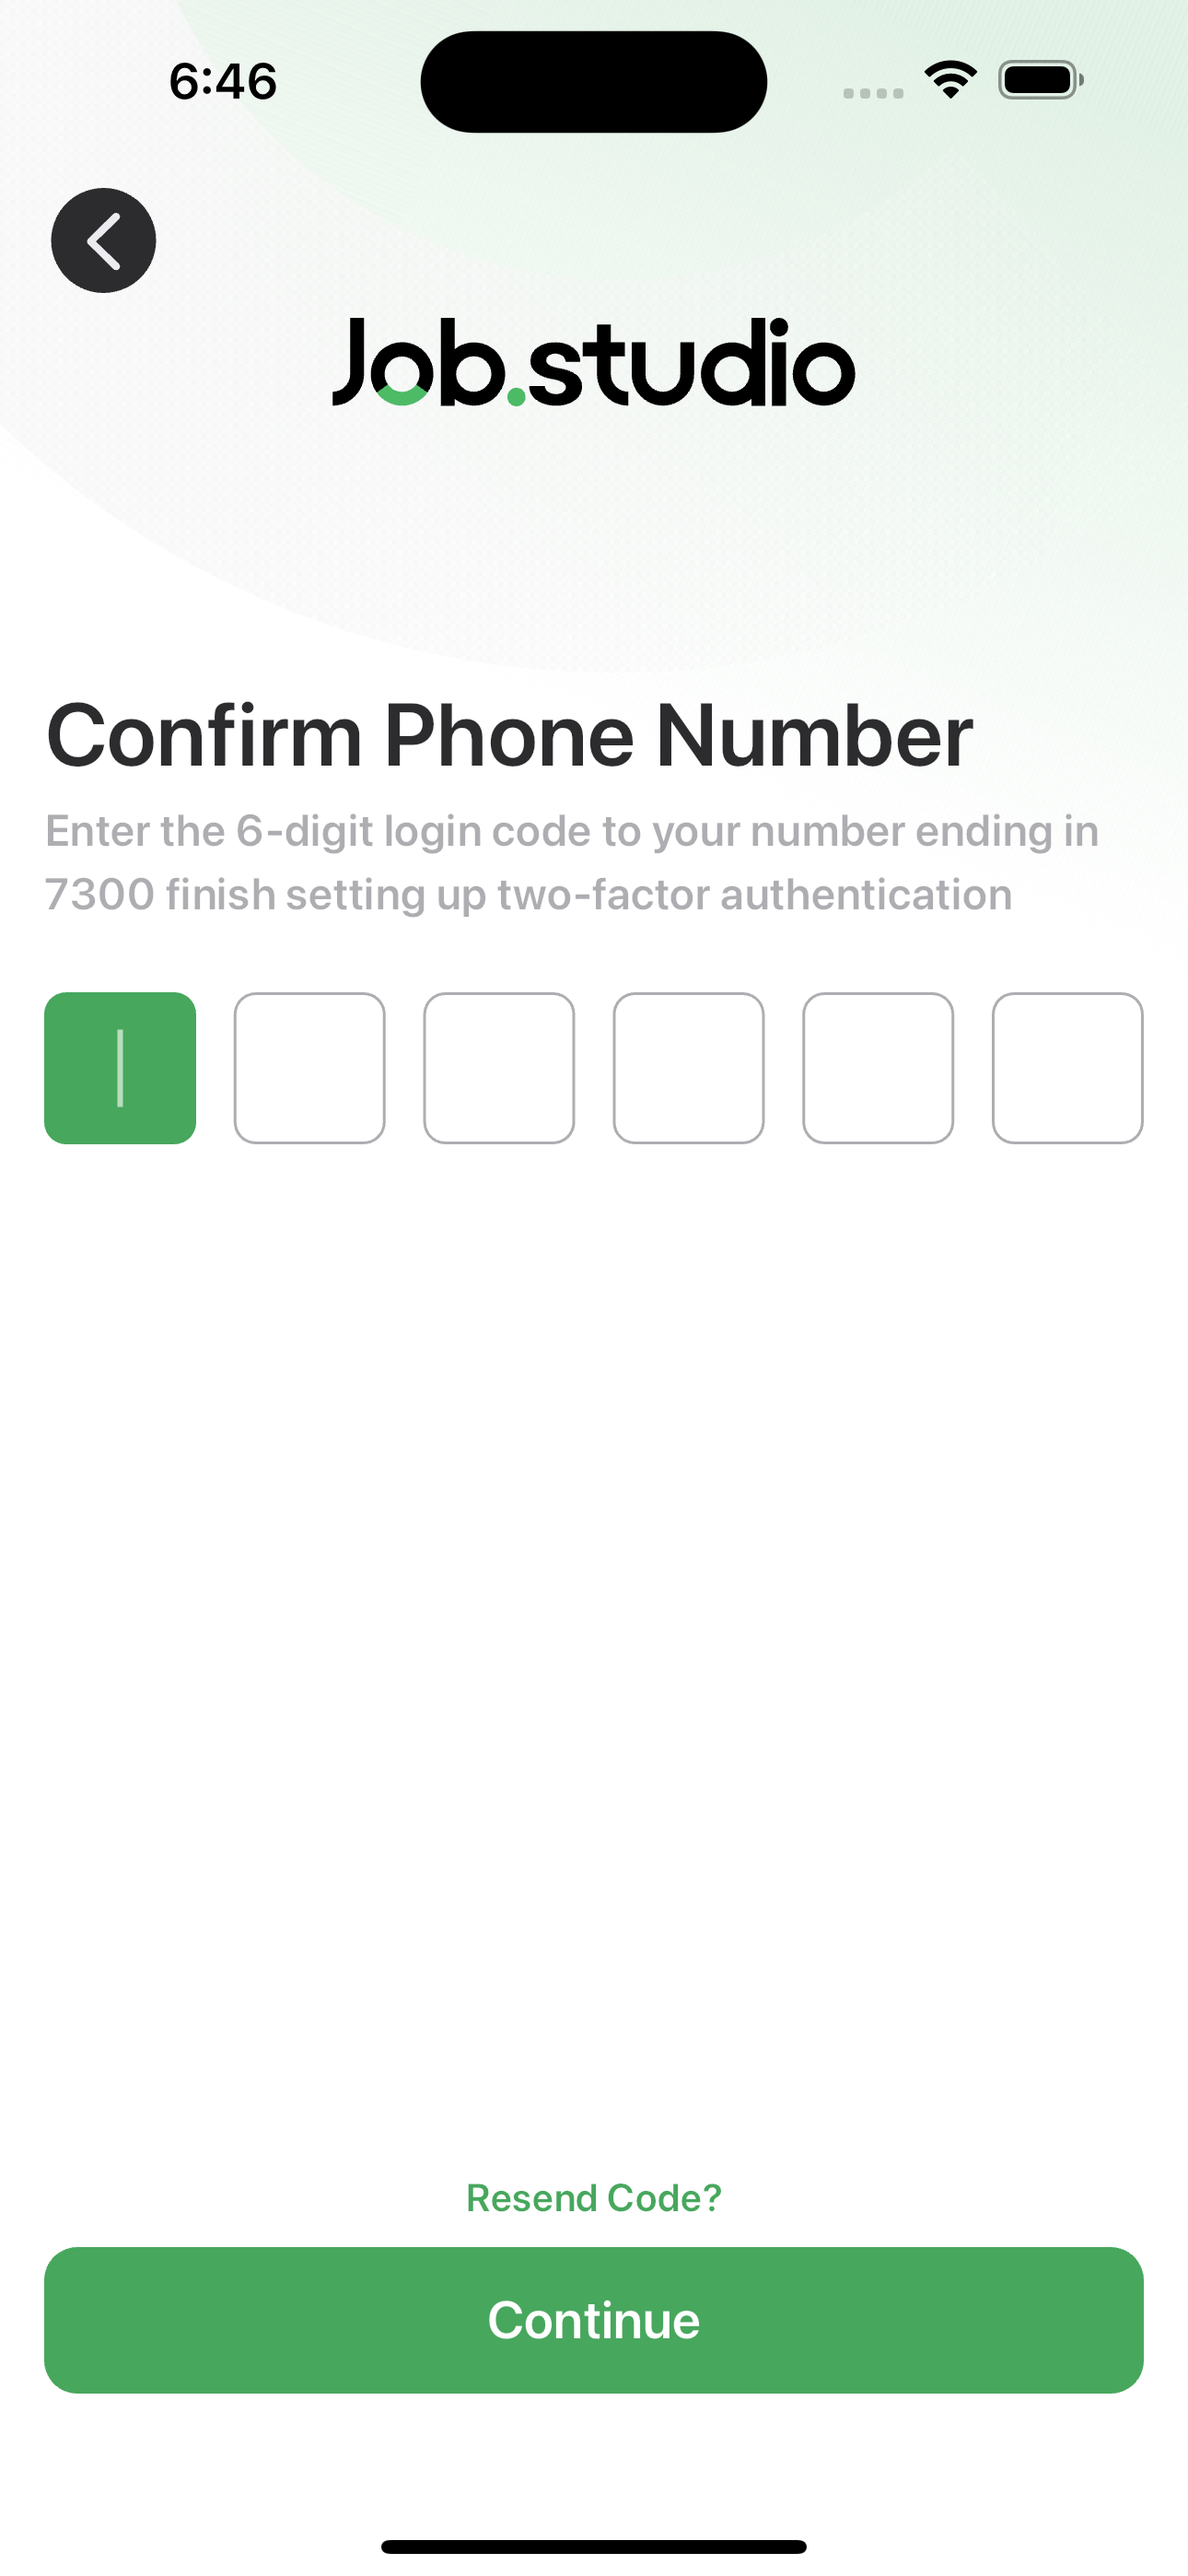 6:46
Job.studio
Confirm Phone Number
Enter the 6-digit login code to your number ending in
7300 finish setting up two-factor authentication
Resend Code?
Continue